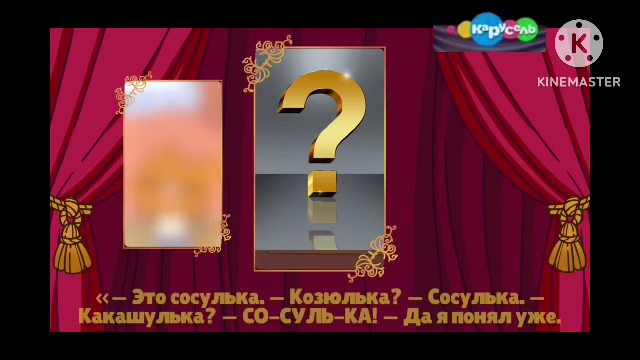 карусель
K
KINEMASTER
?
«— Это сосулька. — Козюлька? — Сосулька. —
Какашулька? — СО-СУЛЬ-КА! — Да я понял уже.